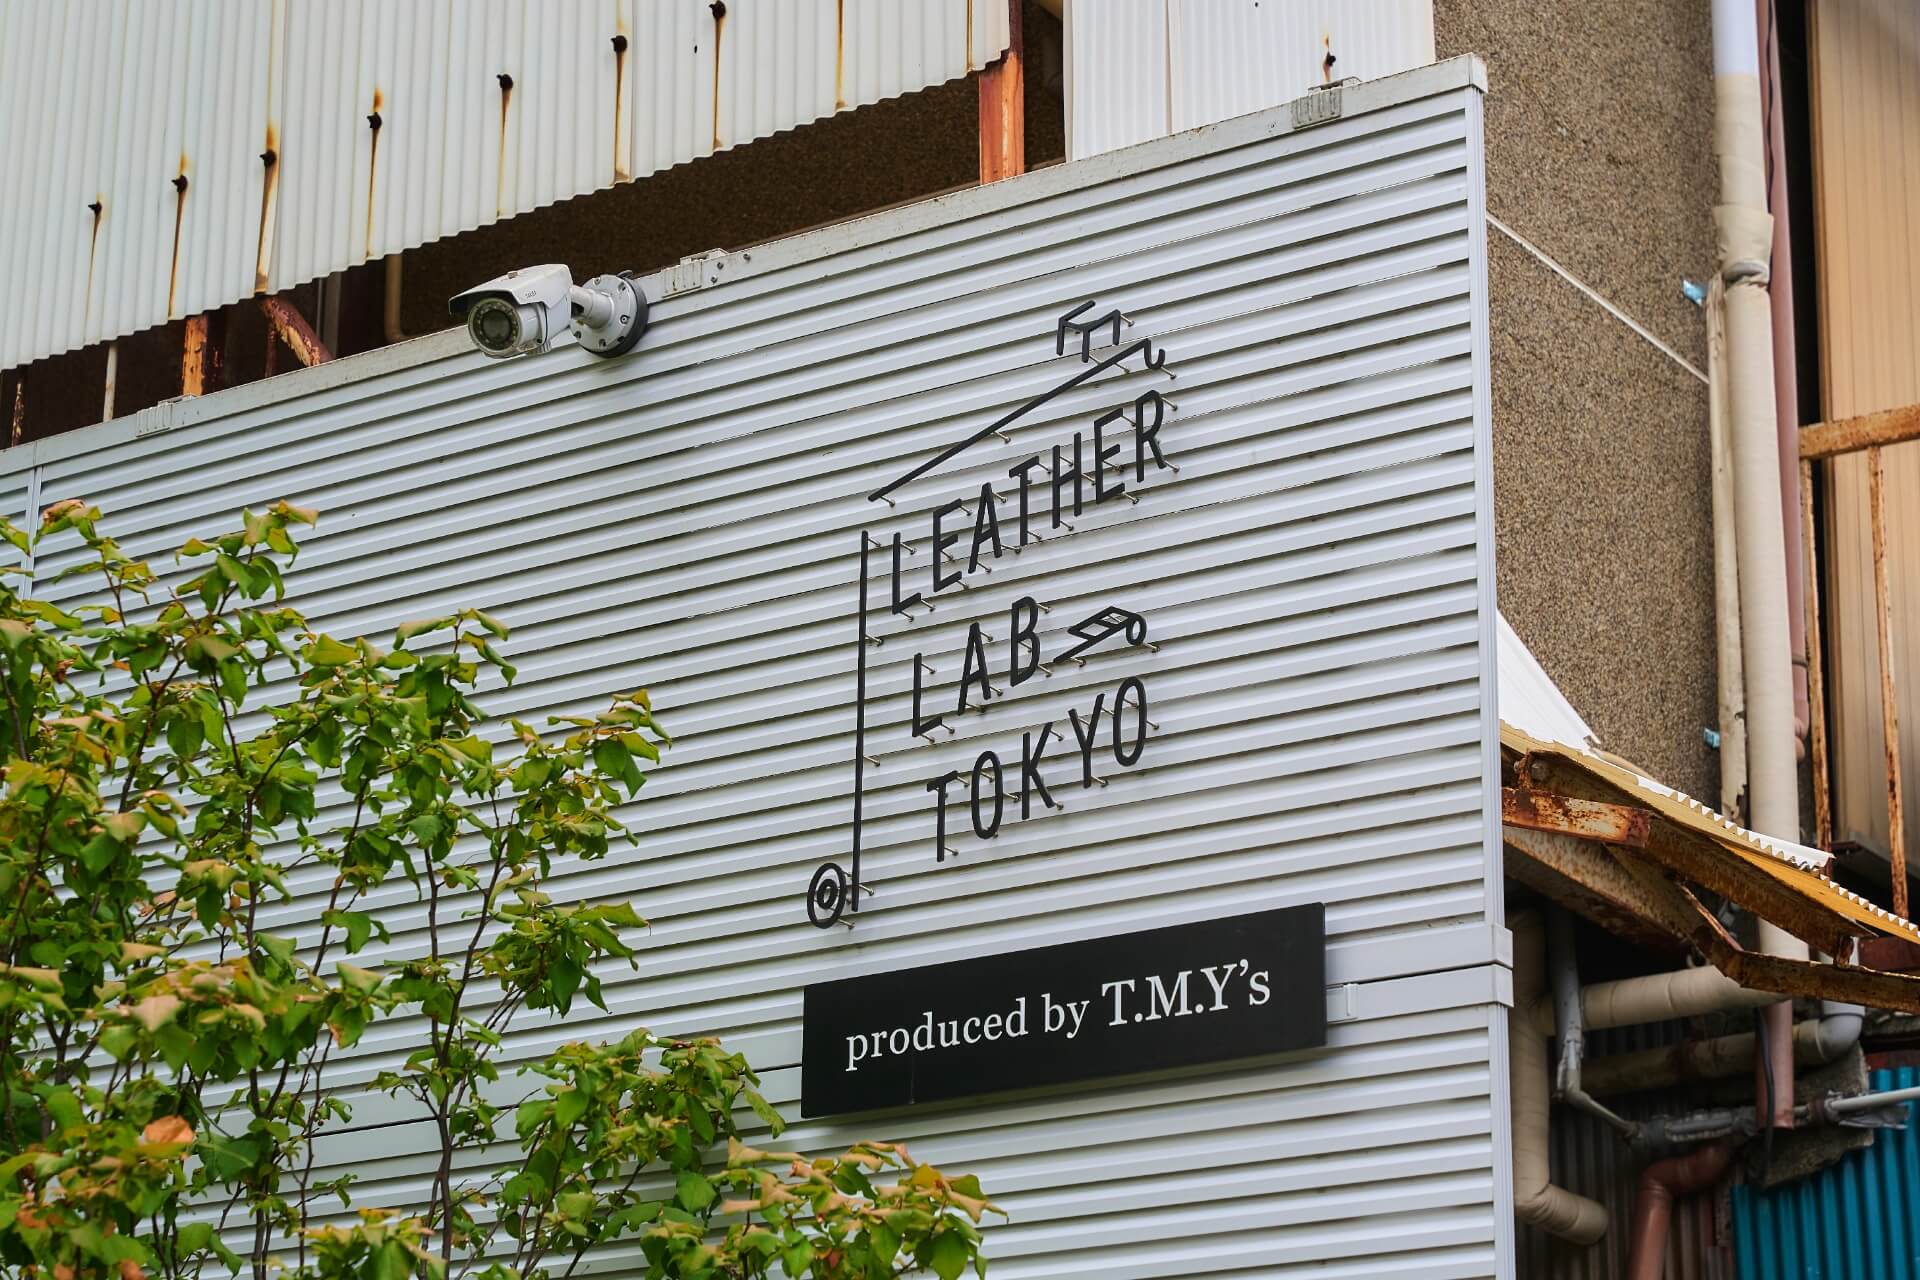 LEATHER
LAB
TOKYO
produced by T.M.Y's